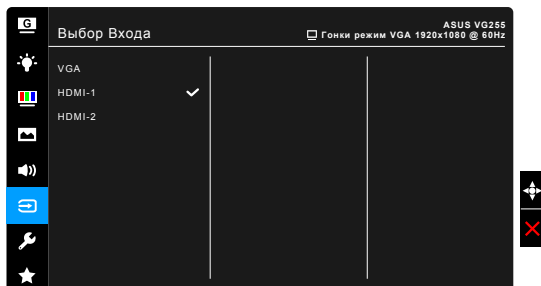 G
ASUS VG255
Выбор Входа
Гонки режим VGA 1920x1080 @ 60Hz
VGA
HDMI-1
HDMI-2